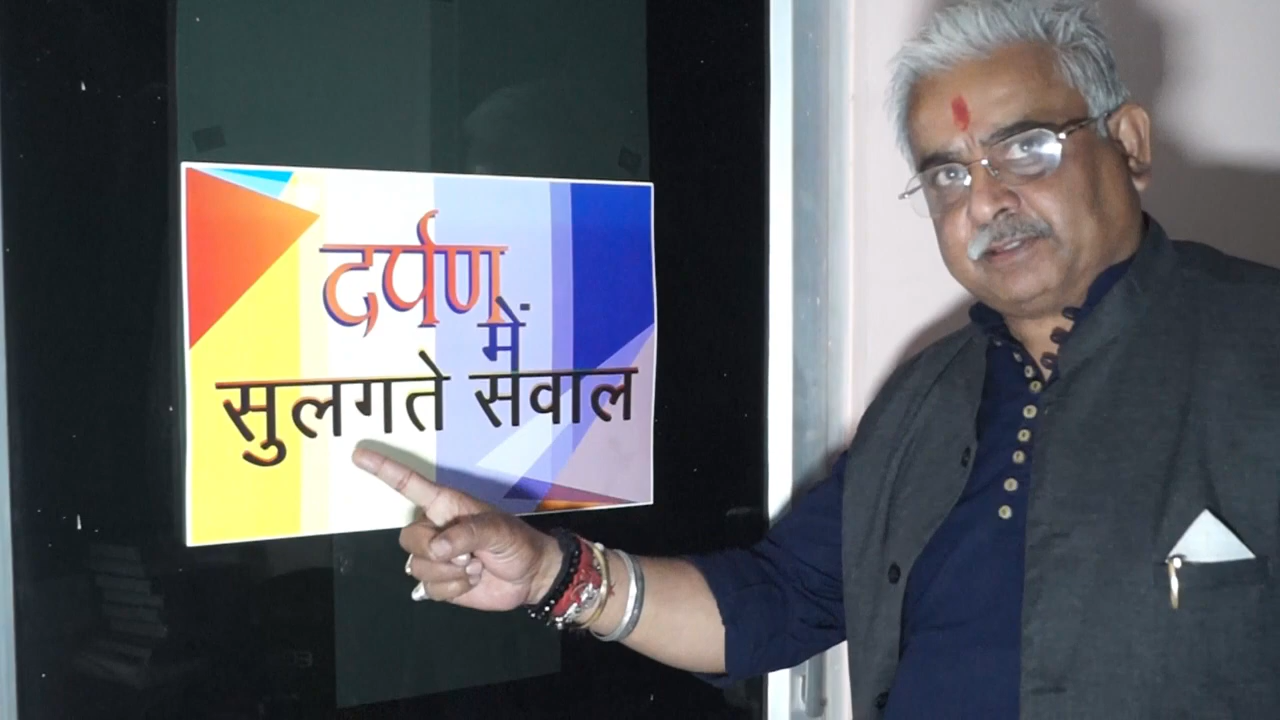 दर्पण
में
सुलगते सवाल